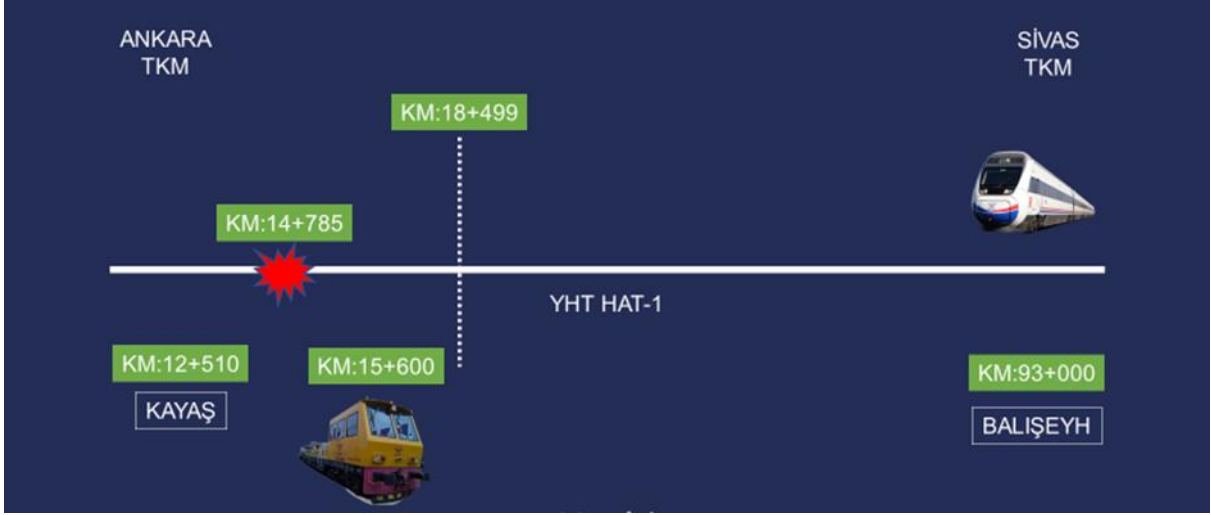 ANKARA
TKM
SİVAS
TKM
KM:18+499
KM:14+785
YHT HAT-1
KM:12+510
KM:15+600
KM:93+000
KAYAŞ
BALIŞEYH